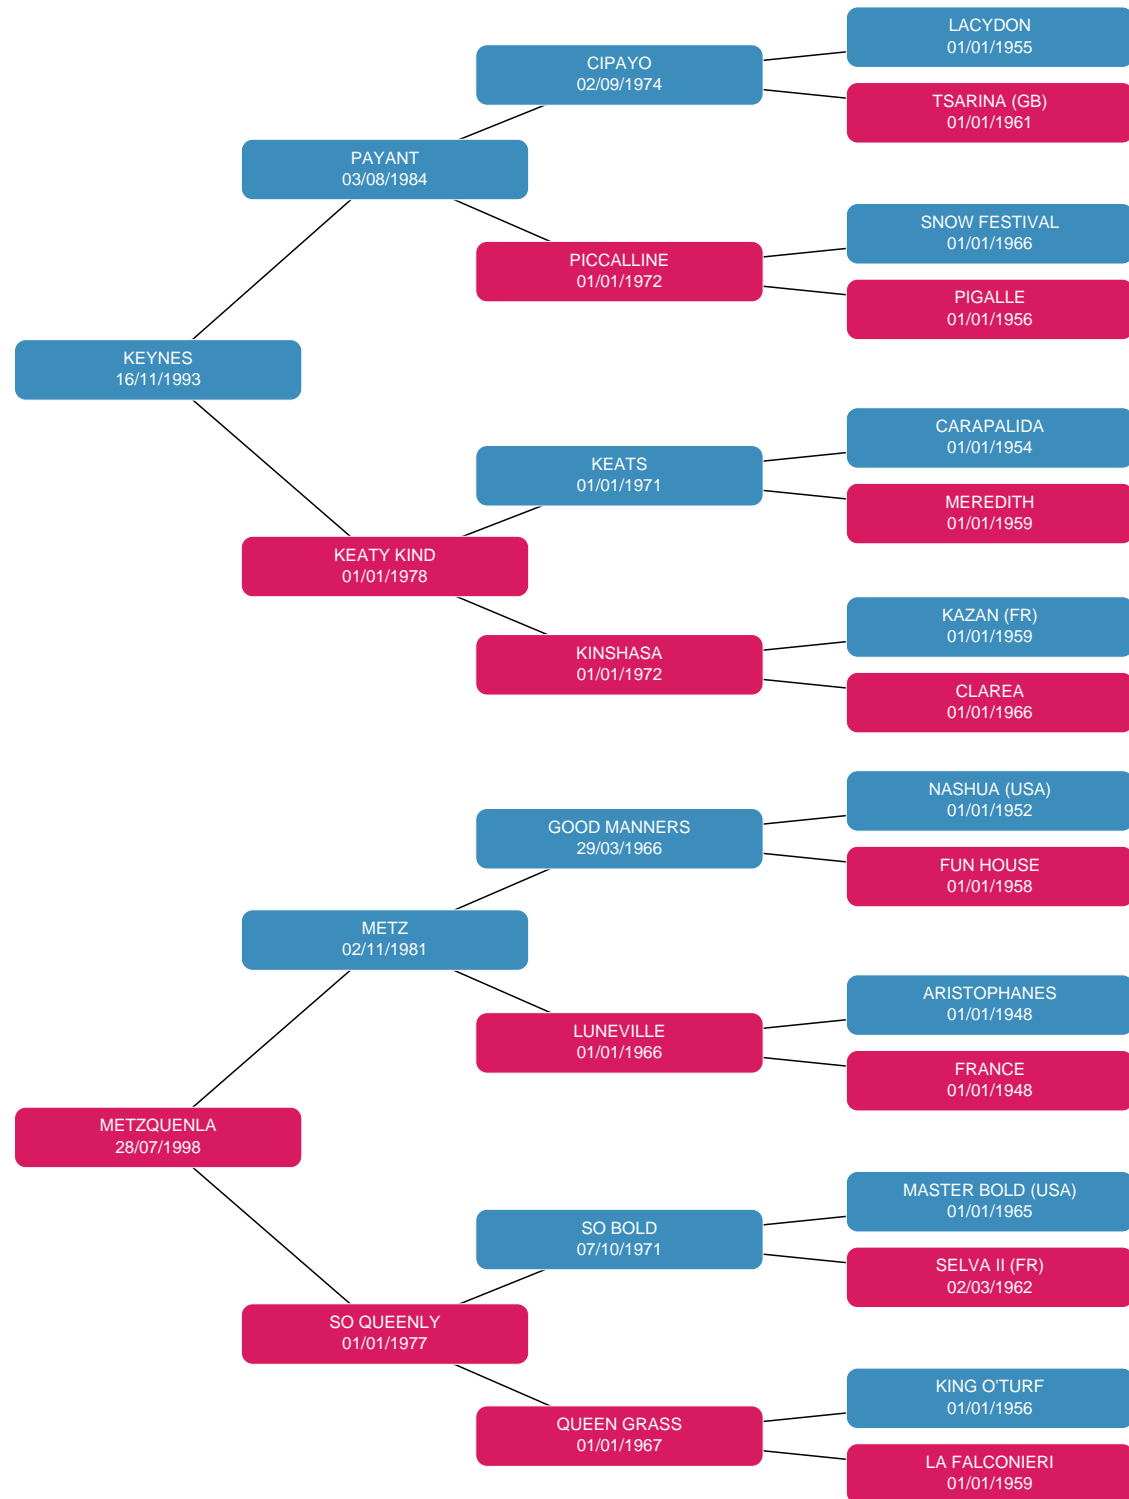 LACYDON
01/01/1955
CIPAYO
02/09/1974
TSARINA (GB)
01/01/1961
PAYANT
03/08/1984
SNOW FESTIVAL
01/01/1966
PICCALLINE
01/01/1972
PIGALLE
01/01/1956
KEYNES
16/11/1993
CARAPALIDA
01/01/1954
KEATS
01/01/1971
MEREDITH
01/01/1959
KEATY KIND
01/01/1978
KAZAN (FR)
01/01/1959
KINSHASA
01/01/1972
CLAREA
01/01/1966
NASHUA (USA)
01/01/1952
GOOD MANNERS
29/03/1966
FUN HOUSE
01/01/1958
METZ
02/11/1981
ARISTOPHANES
01/01/1948
LUNEVILLE
01/01/1966
FRANCE
01/01/1948
METZQUENLA
28/07/1998
MASTER BOLD (USA)
01/01/1965
SO BOLD
07/10/1971
SELVA II (FR)
02/03/1962
SO QUEENLY
01/01/1977
KING O'TURF
01/01/1956
QUEEN GRASS
01/01/1967
LA FALCONIERI
01/01/1959